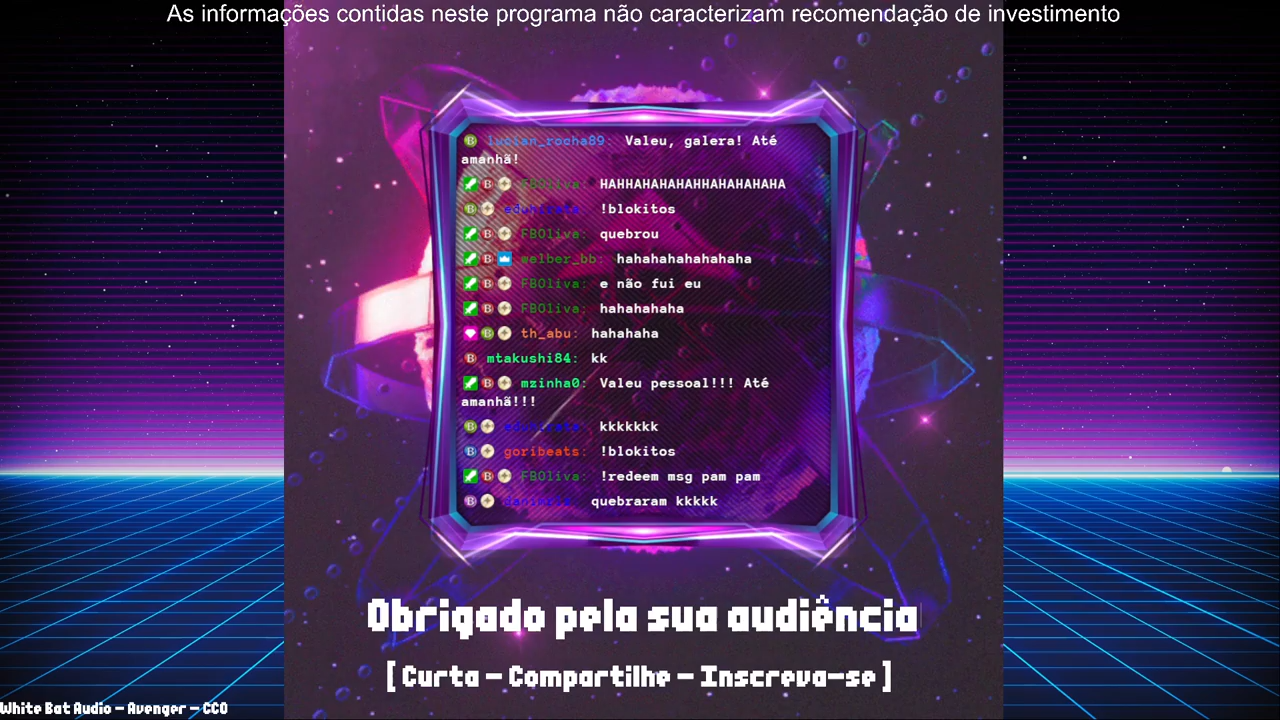 As informações contidas neste programa não caracterizam recomendação de investimento
lucian_rocha89: Valeu, galera! Até
amanhã!
FBOliva: HAHHAHAHAHAHHAHAHAHAHA
!blokitos
FBOliva: quebrou
welber_bb: hahahahahahahaha
FBOliva: e não fui eu
FBOliva: hahahahaha
th_abu: hahahaha
mtakushi84: kk
mzinha0: Valeu pessoal!!! Até
amanhã!!!
kkkkkkk
goribeats: !blokitos
FBOliva: !redeem msg pam pam
quebraram kkkkk
Obrigado pela sua audiência
[ Curta - Compartilhe - Inscreva-se ]
White Bat Audio - Avenger - CC0